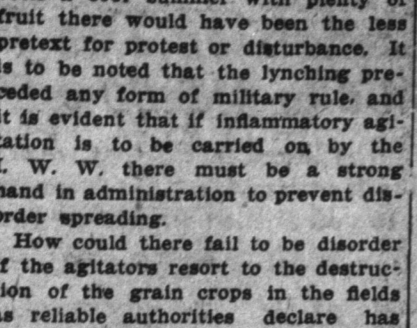 summer with plenty of
fruit there would have been the less
pretext for protest or disturbance. It
is to be noted that the lynching pre-
ceded any form of military rule, and
it is evident that if inflammatory agi-
tation is to be carried on by the
I. W. W. there must be a strong
hand in administration to prevent dis-
order spreading.
How could there fail to be disorder
if the agitators resort to the destruc-
tion of the grain crops in the fields
as reliable authorities declare has